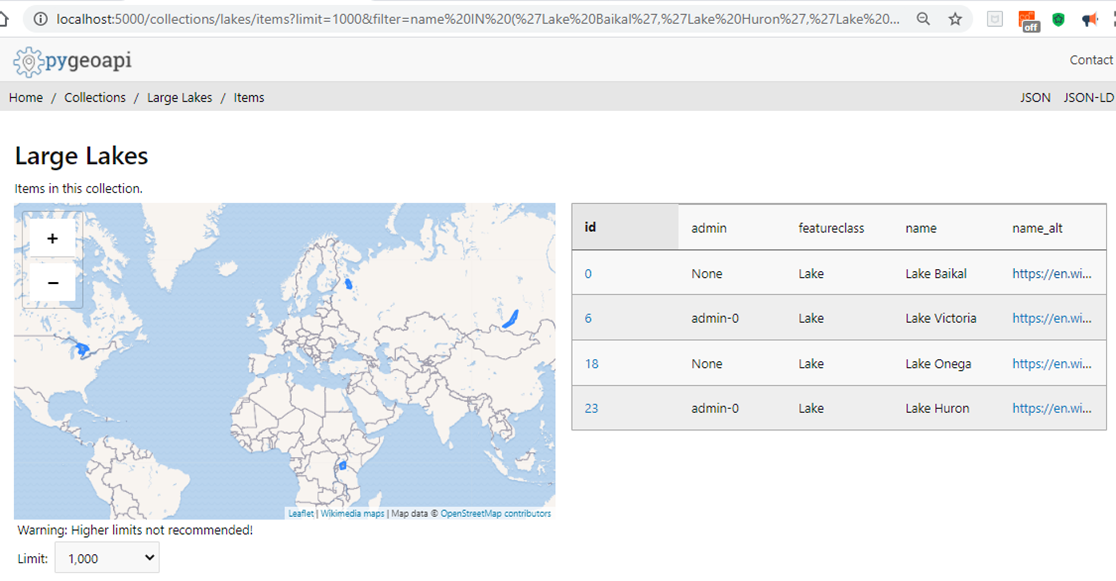 localhost:5000/collections/lakes/items?limit=1000&filter=name%20IN%20(%27Lake%20Baikal%27,%27Lake%20Huron%27,%27Lake%20...
off
pygeoapi
Contact
Home / Collections / Large Lakes / Items
JSON JSON-LD
Large Lakes
Items in this collection.
+
−
Leaflet | Wikimedia maps | Map data © OpenStreetMap contributors
id admin featureclass name name_alt
0 None Lake Lake Baikal https://en.wi...
6 admin-0 Lake Lake Victoria https://en.wi...
18 None Lake Lake Onega https://en.wi...
23 admin-0 Lake Lake Huron https://en.wi...
Warning: Higher limits not recommended!
Limit: 1,000